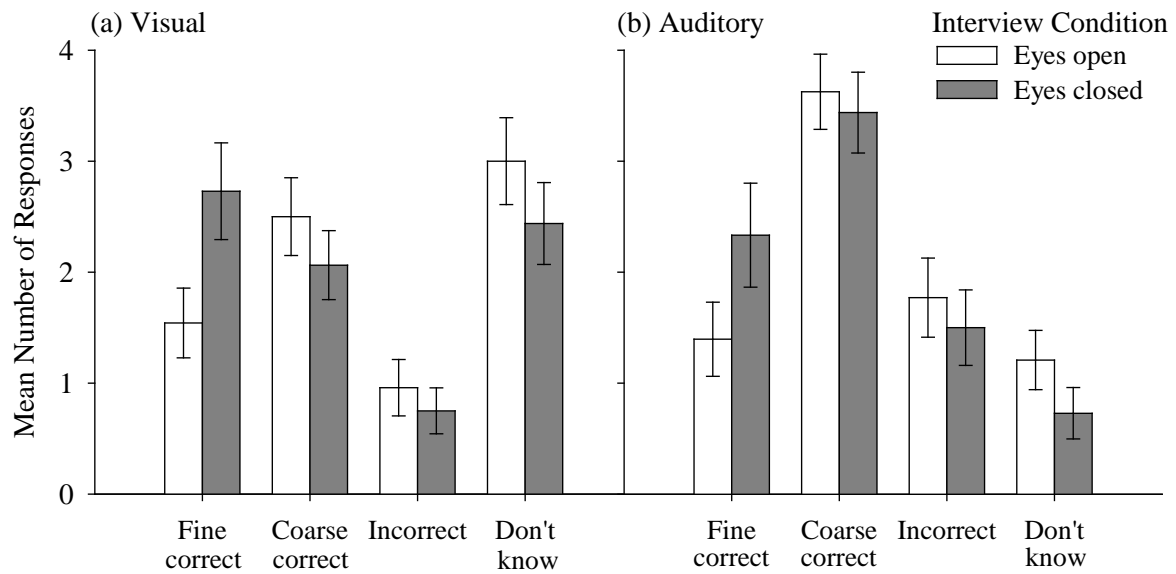 (a) Visual
(b) Auditory
Interview Condition
Eyes open
Eyes closed
Mean Number of Responses
4
3
2
1
0
Fine correct
Coarse correct
Incorrect
Don't know
Fine correct
Coarse correct
Incorrect
Don't know